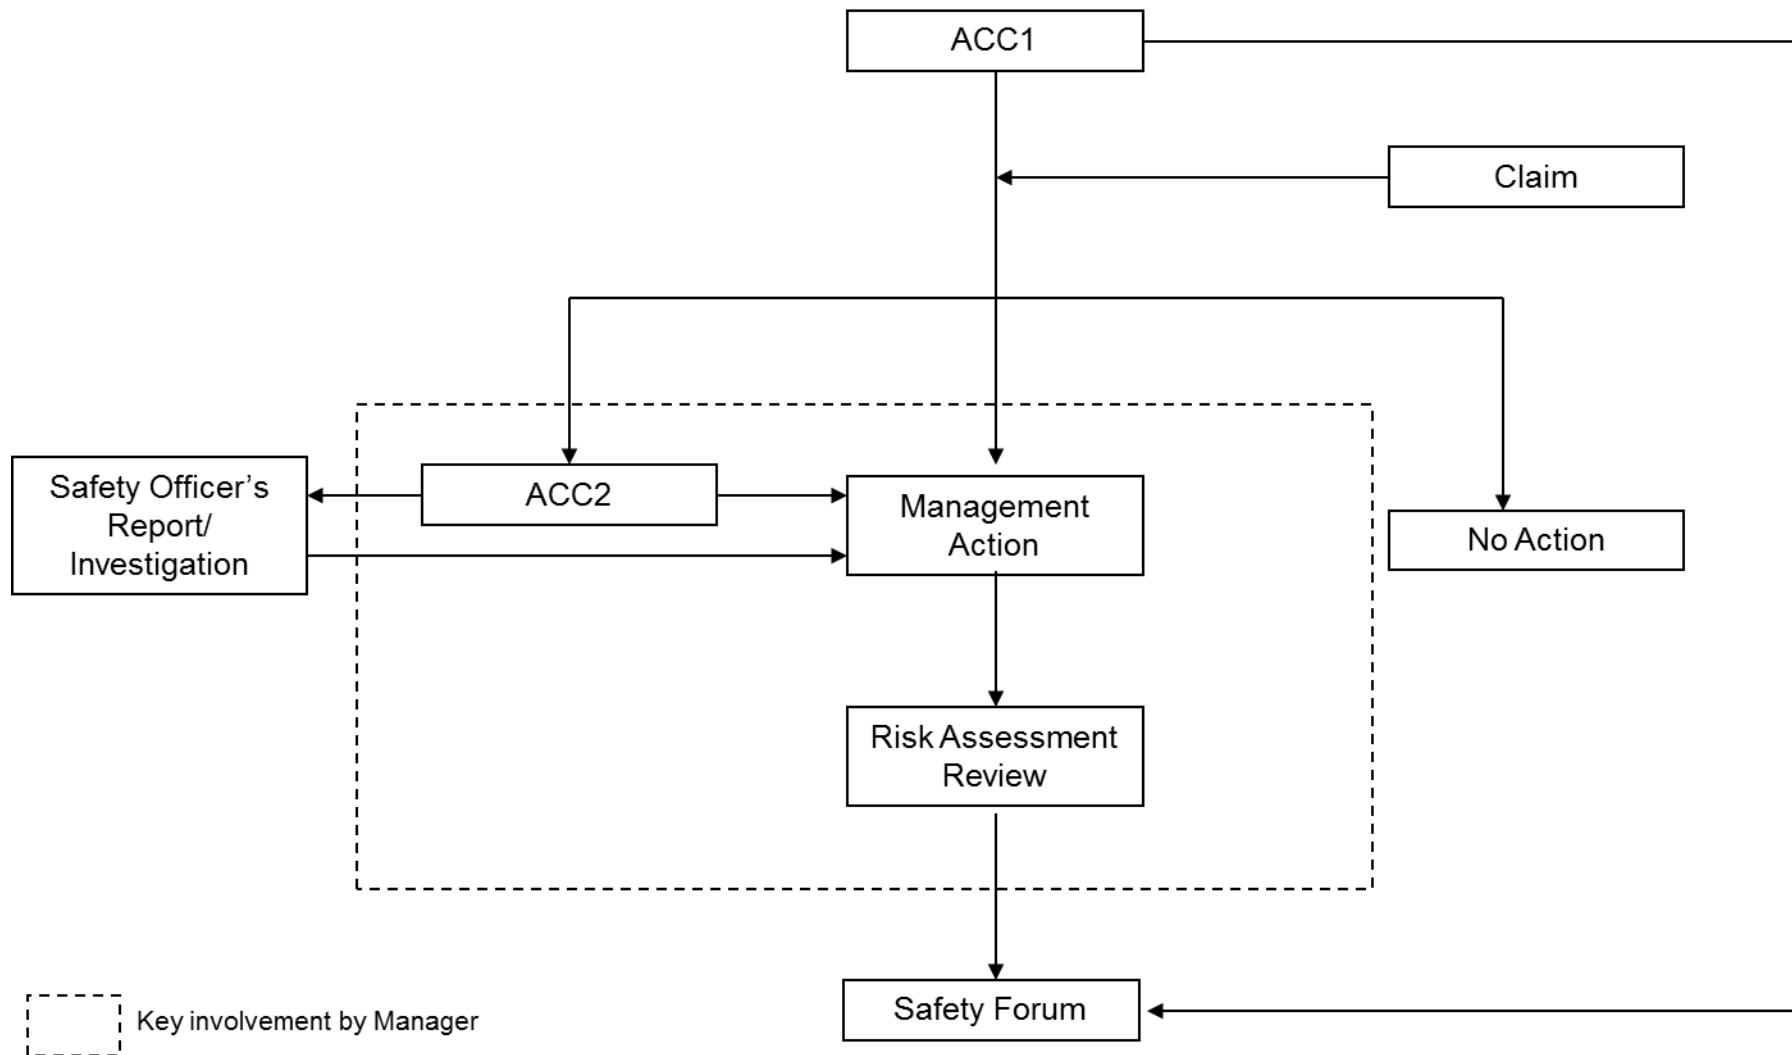 ACC1
Claim
Safety Officer’s
Report/
Investigation
ACC2
Management
Action
No Action
Risk Assessment
Review
Safety Forum
Key involvement by Manager